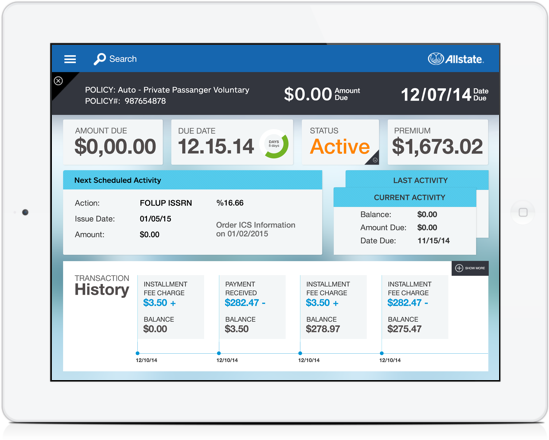 Search
Allstate.
POLICY: Auto - Private Passanger Voluntary
POLICY#: 987654878
$0.00 Amount Due
12/07/14 Date Due
AMOUNT DUE
$0,00.00
DUE DATE
12.15.14
DAYS
STATUS
Active
PREMIUM
$1,673.02
Next Scheduled Activity
Action: FOLUP ISSRN %16.66
Issue Date: 01/05/15
Amount: $0.00
Order ICS Information
on 01/02/2015
LAST ACTIVITY
CURRENT ACTIVITY
Balance: $0.00
Amount Due: $0.00
Date Due: 11/15/14
TRANSACTION
History
SHOW MORE
INSTALLMENT
FEE CHARGE
$3.50 +
BALANCE
$0.00
12/10/14
PAYMENT
RECEIVED
$282.47 -
BALANCE
$3.50
12/10/14
INSTALLMENT
FEE CHARGE
$3.50 +
BALANCE
$278.97
12/10/14
INSTALLMENT
FEE CHARGE
$282.47 -
BALANCE
$275.47
12/10/14